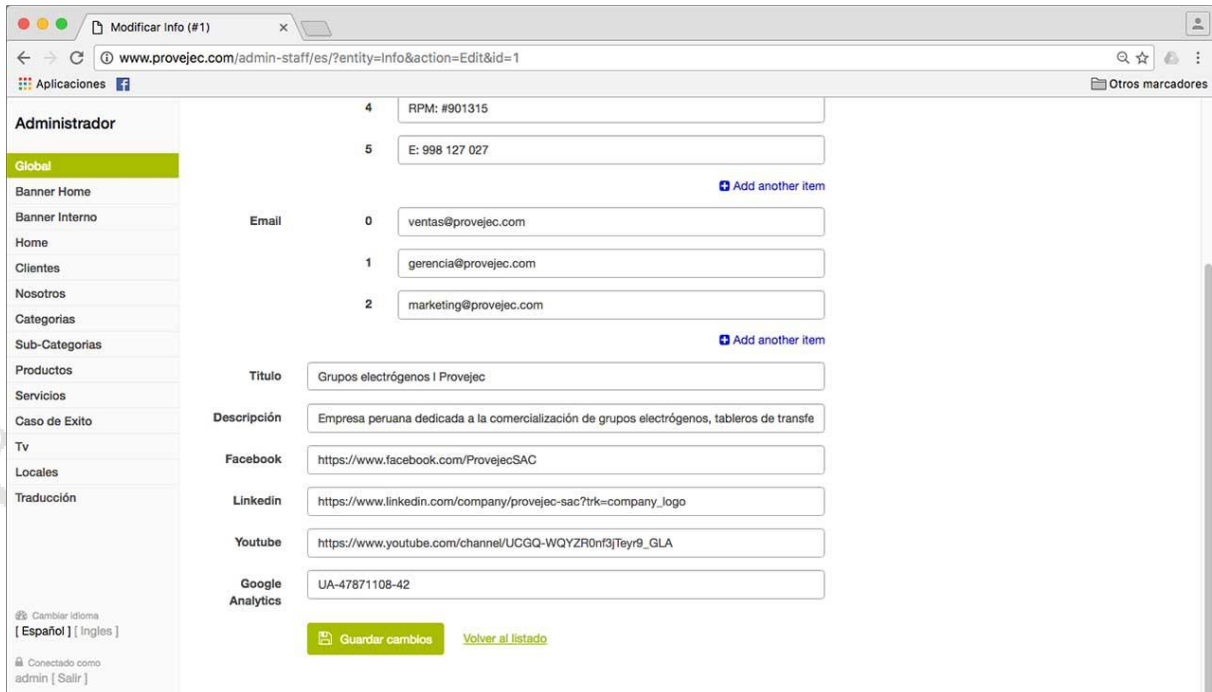 Modificar Info (#1)
www.provejec.com/admin-staff/es/?entity=Info&action=Edit&id=1
Aplicaciones
Otros marcadores
Administrador
Global
Banner Home
Banner Interno
Home
Clientes
Nosotros
Categorias
Sub-Categorias
Productos
Servicios
Caso de Exito
Tv
Locales
Traducción
Cambiar idioma
[ Español ] [ Ingles ]
Conectado como
admin [ Salir ]
4 RPM: #901315
5 E: 998 127 027
Add another item
Email 0 ventas@provejec.com
1 gerencia@provejec.com
2 marketing@provejec.com
Add another item
Titulo Grupos electrógenos | Provejec
Descripción Empresa peruana dedicada a la comercialización de grupos electrógenos, tableros de transfe
Facebook https://www.facebook.com/ProvejecSAC
Linkedin https://www.linkedin.com/company/provejec-sac?trk=company_logo
Youtube https://www.youtube.com/channel/UCGQ-WQYZR0nf3jTeyr9_GLA
Google Analytics UA-47871108-42
Guardar cambios Volver al listado